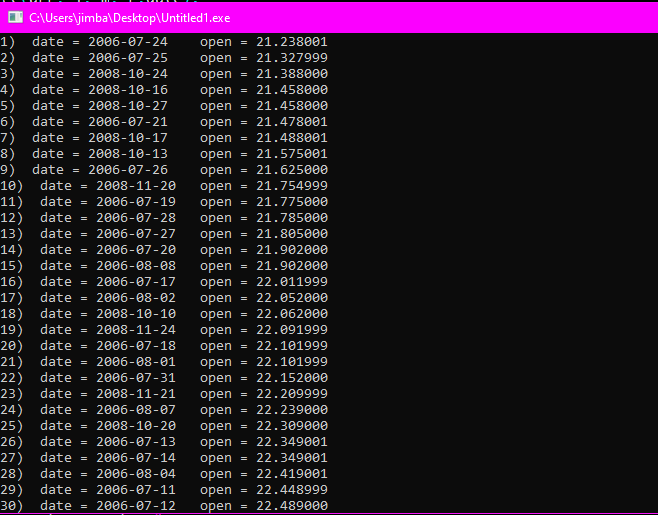 C:\Users\jimba\Desktop\Untitled1.exe
1)  date = 2006-07-24    open = 21.238001
2)  date = 2006-07-25    open = 21.327999
3)  date = 2008-10-24    open = 21.388000
4)  date = 2008-10-16    open = 21.458000
5)  date = 2008-10-27    open = 21.458000
6)  date = 2006-07-21    open = 21.478001
7)  date = 2008-10-17    open = 21.488001
8)  date = 2008-10-13    open = 21.575001
9)  date = 2006-07-26    open = 21.625000
10)  date = 2008-11-20   open = 21.754999
11)  date = 2006-07-19   open = 21.775000
12)  date = 2006-07-28   open = 21.785000
13)  date = 2006-07-27   open = 21.805000
14)  date = 2006-07-20   open = 21.902000
15)  date = 2006-08-08   open = 21.902000
16)  date = 2006-07-17   open = 22.011999
17)  date = 2006-08-02   open = 22.052000
18)  date = 2008-10-10   open = 22.062000
19)  date = 2008-11-24   open = 22.091999
20)  date = 2006-07-18   open = 22.101999
21)  date = 2006-08-01   open = 22.101999
22)  date = 2006-07-31   open = 22.152000
23)  date = 2008-11-21   open = 22.209999
24)  date = 2006-08-07   open = 22.239000
25)  date = 2008-10-20   open = 22.309000
26)  date = 2006-07-13   open = 22.349001
27)  date = 2006-07-14   open = 22.349001
28)  date = 2006-08-04   open = 22.419001
29)  date = 2006-07-11   open = 22.448999
30)  date = 2006-07-12   open = 22.489000